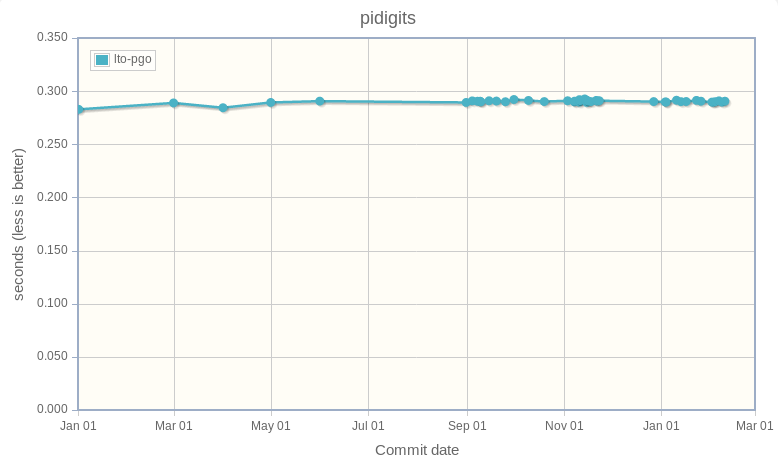 pidigits
lto-pgo
seconds (less is better)
0.350
0.300
0.250
0.200
0.150
0.100
0.050
0.000
Jan 01 Mar 01 May 01 Jul 01 Sep 01 Nov 01 Jan 01 Mar 01
Commit date